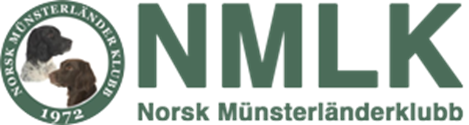 NORSK MÜNSTERLÄNDER KLUBB
1972
NMLK
Norsk Münsterländerklubb